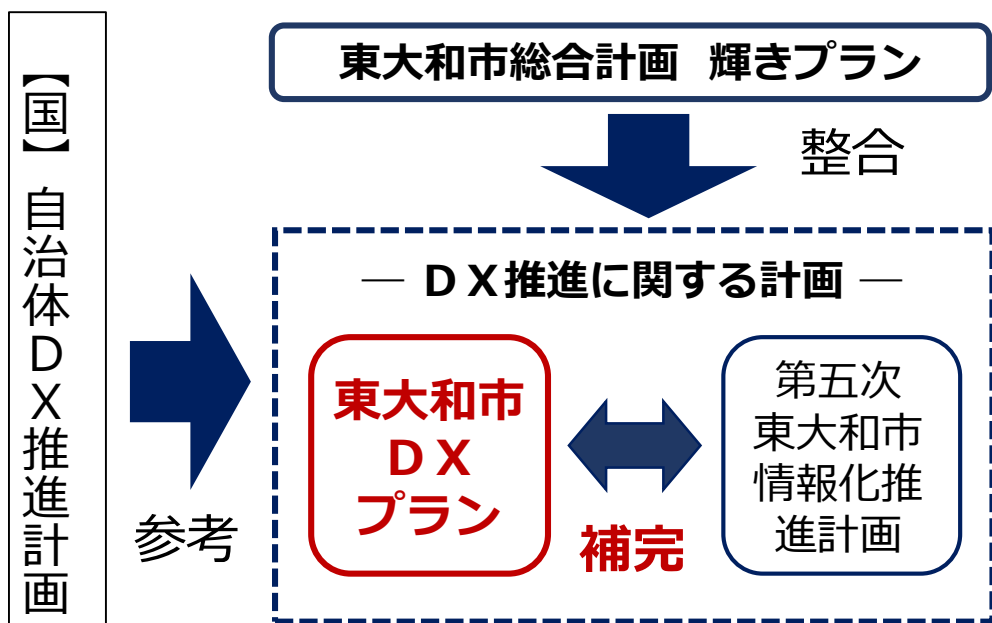 【国】自治体ＤＸ推進計画
東大和市総合計画 輝きプラン
整合
― ＤＸ推進に関する計画 ―
参考
東大和市
ＤＸ
プラン
補完
第五次
東大和市
情報化推
進計画